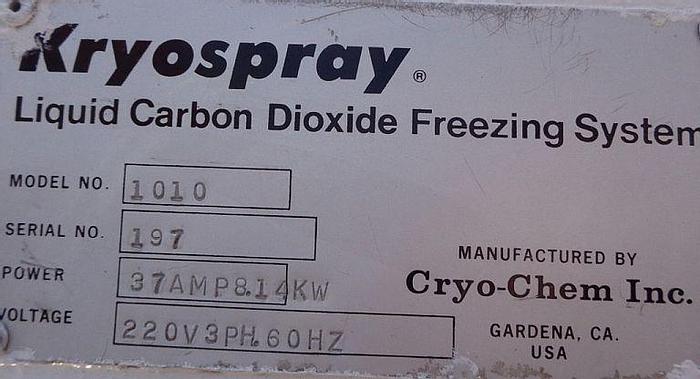 Kryospray®
Liquid Carbon Dioxide Freezing System
MODEL NO. 1010
SERIAL NO. 197
POWER 37AMP8.14KW
VOLTAGE 220V3PH.60HZ
MANUFACTURED BY
Cryo-Chem Inc.
GARDENA, CA.
USA